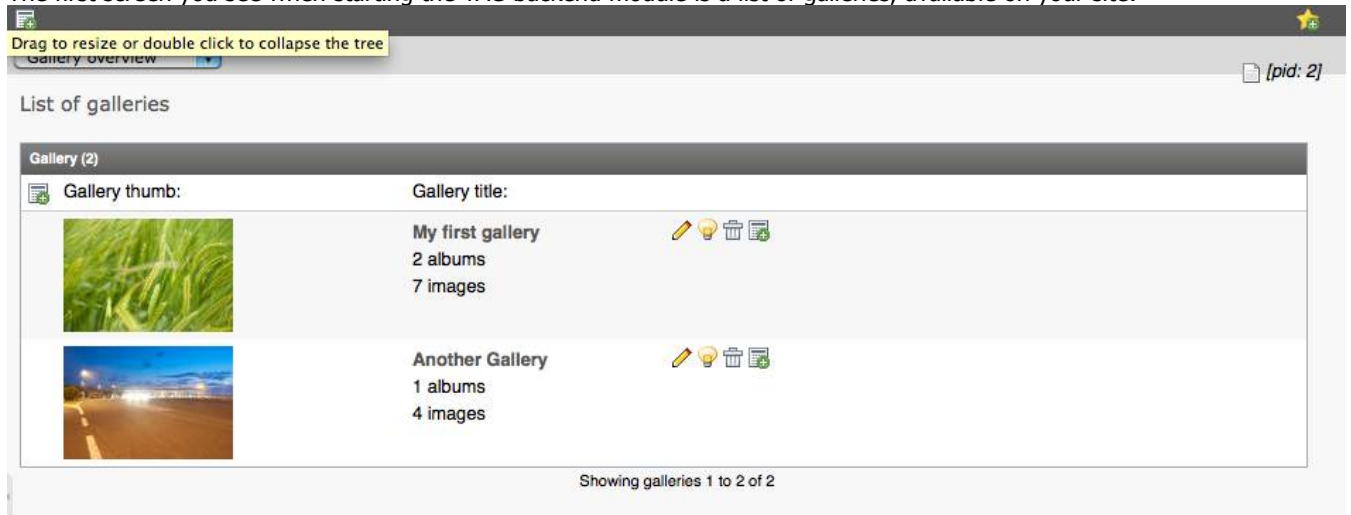 Drag to resize or double click to collapse the tree
Gallery overview
[pid: 2]
List of galleries
Gallery (2)
Gallery thumb: Gallery title:
My first gallery
2 albums
7 images
Another Gallery
1 albums
4 images
Showing galleries 1 to 2 of 2